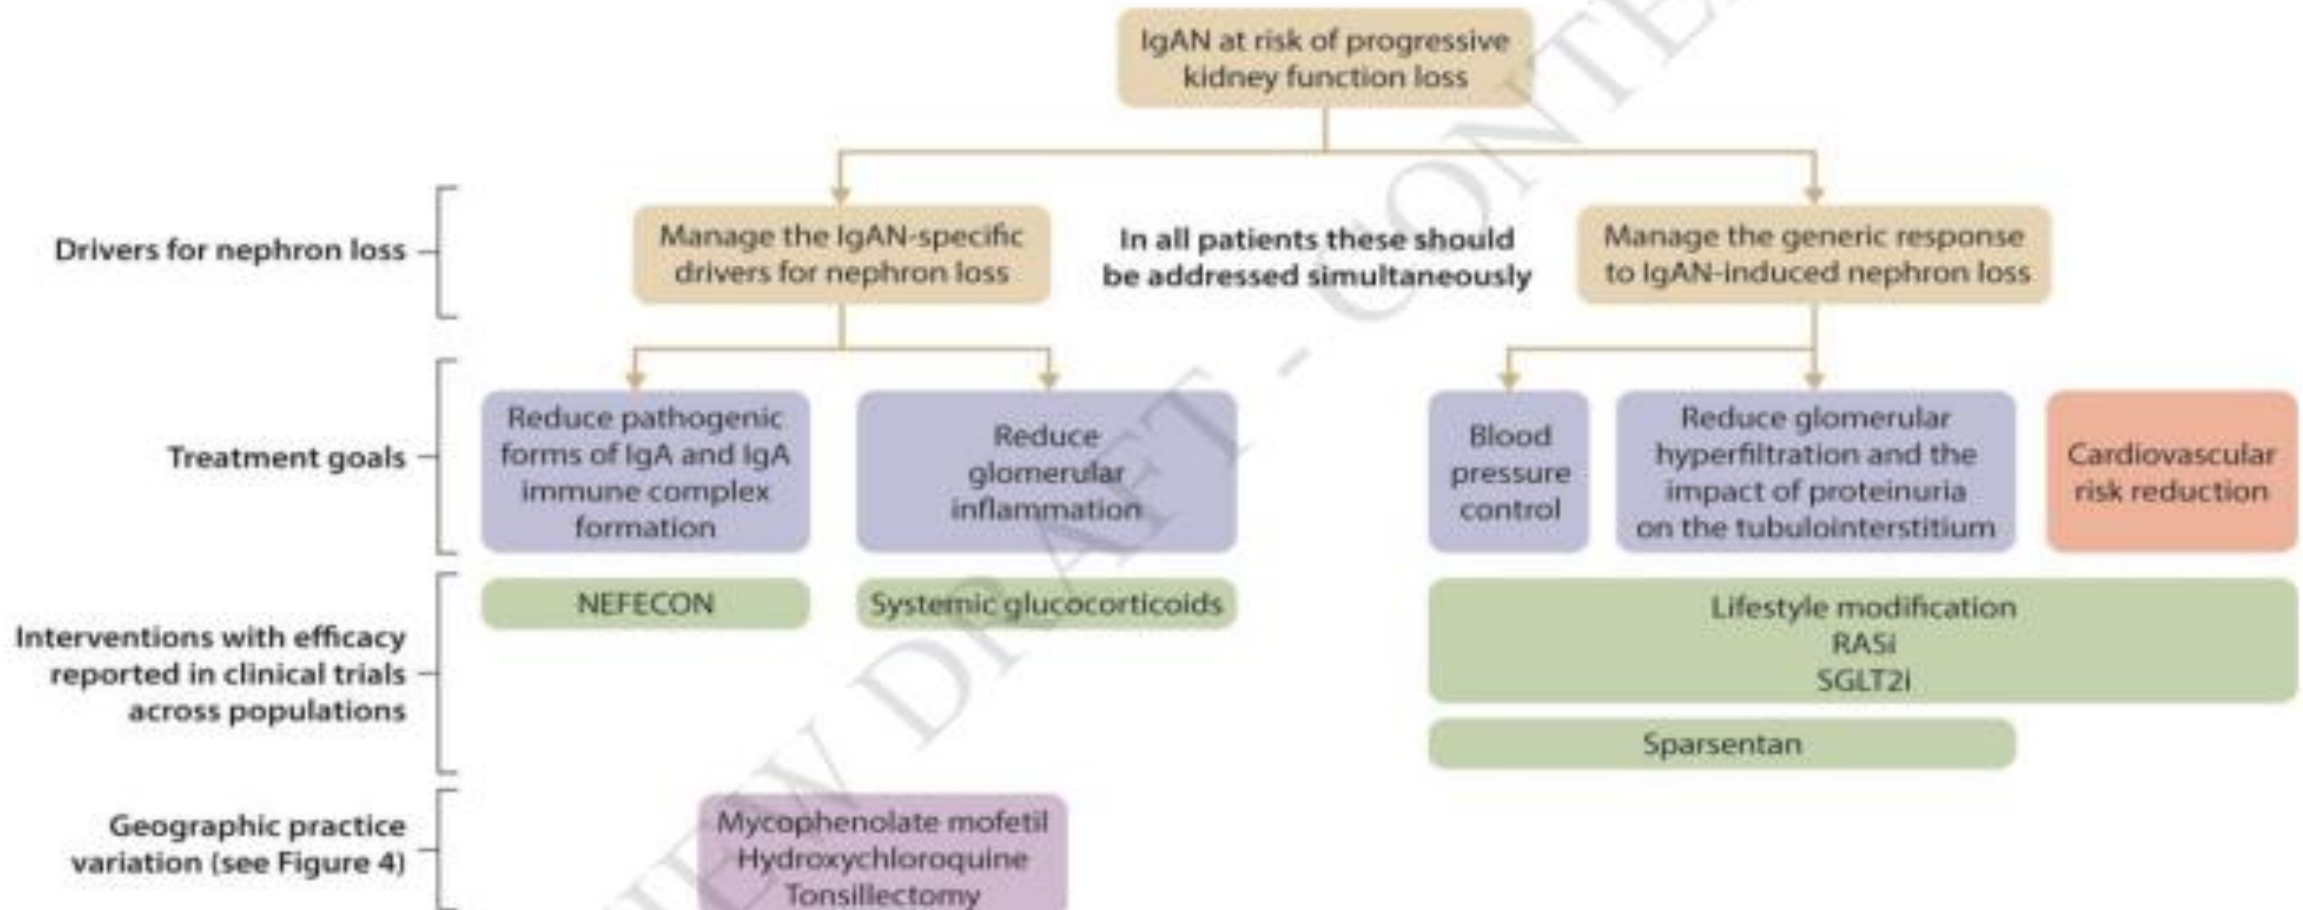 IgAN at risk of progressive
kidney function loss
Drivers for nephron loss
Manage the IgAN-specific
drivers for nephron loss
In all patients these should
be addressed simultaneously
Manage the generic response
to IgAN-induced nephron loss
Treatment goals
Reduce pathogenic
forms of IgA and IgA
immune complex
formation
Reduce
glomerular
inflammation
Blood
pressure
control
Reduce glomerular
hyperfiltration and the
impact of proteinuria
on the tubulointerstitium
Cardiovascular
risk reduction
Interventions with efficacy
reported in clinical trials
across populations
NEFECON
Systemic glucocorticoids
Lifestyle modification
RASi
SGLT2i
Sparsentan
Geographic practice
variation (see Figure 4)
Mycophenolate mofetil
Hydroxychloroquine
Tonsillectomy
DRAFT -